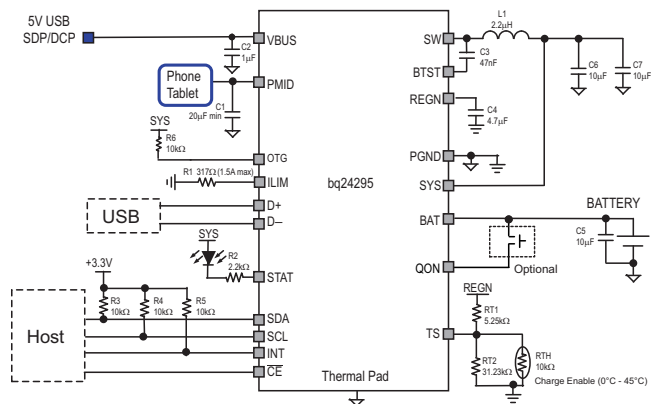 5V USB
SDP/DCP
VBUS
C2
1μF
Phone
Tablet
PMID
C1
20μF min
SYS
R6
10kΩ
OTG
R1 317Ω (1.5A max)
ILIM
USB
D+
D–
SYS
R2
2.2kΩ
STAT
+3.3V
R3
10kΩ
R4
10kΩ
R5
10kΩ
Host
SDA
SCL
INT
CE
bq24295
Thermal Pad
L1
2.2μH
SW
C3
47nF
C6
10μF
C7
10μF
BTST
REGN
C4
4.7μF
PGND
SYS
BAT
BATTERY
C5
10μF
QON
Optional
REGN
RT1
5.25kΩ
TS
RT2
31.23kΩ
RTH
10kΩ
Charge Enable (0°C - 45°C)